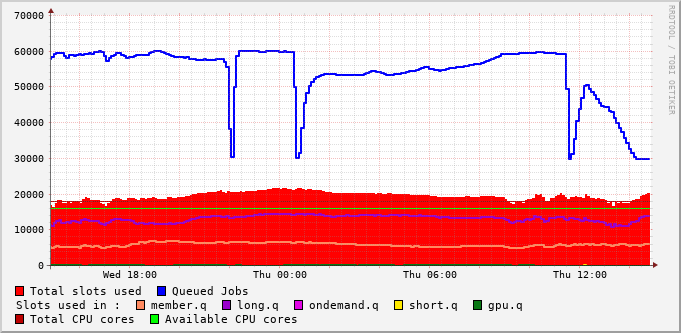 70000
60000
50000
40000
30000
20000
10000
0
Wed 18:00 Thu 00:00 Thu 06:00 Thu 12:00
RRDTOOL / TOBI OETIKER
Total slots used Queued Jobs
Slots used in : member.q long.q ondemand.q short.q gpu.q
Total CPU cores Available CPU cores